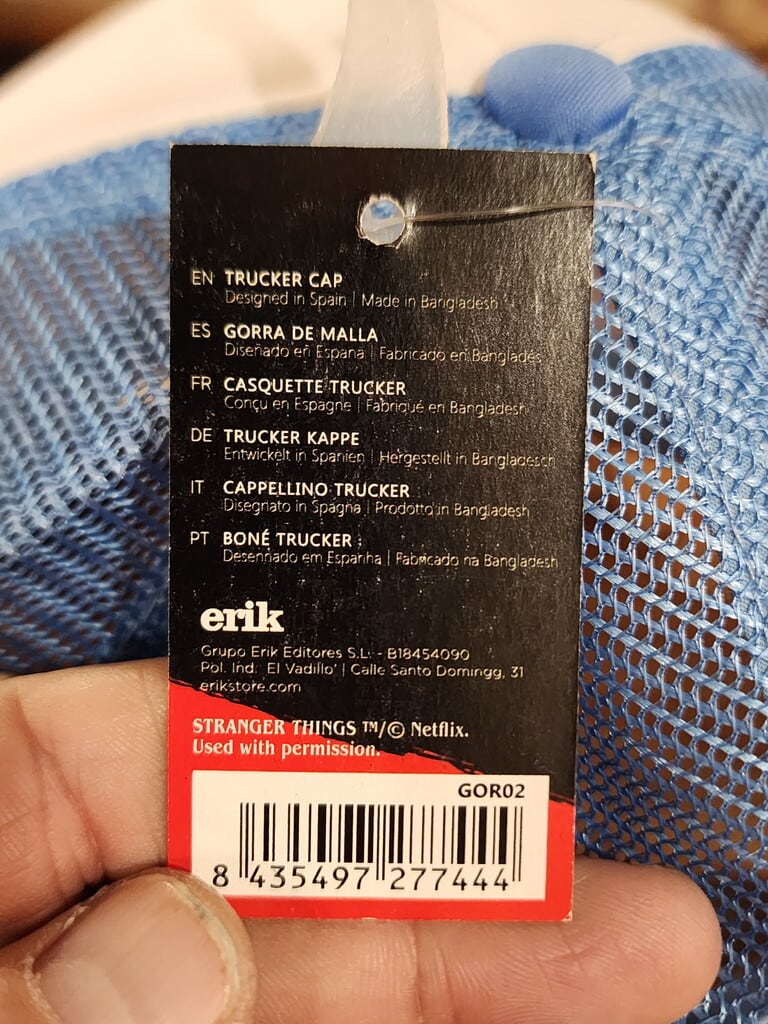 EN TRUCKER CAP
Designed in Spain | Made in Bangladesh
ES GORRA DE MALLA
Diseñado en España | Fabricado en Bangladés
FR CASQUETTE TRUCKER
Conçu en Espagne | Fabriqué en Bangladesh
DE TRUCKER KAPPE
Entwickelt in Spanien | Hergestellt in Bangladesch
IT CAPPELLINO TRUCKER
Disegnato in Spagna | Prodotto in Bangladesh
PT BONÉ TRUCKER
Desenhado em Espanha | Fabricado na Bangladesh
erik
Grupo Erik Editores S.L. - B18454090
Pol. Ind. "El Vadillo" | Calle Santo Domingo, 31
erikstore.com
STRANGER THINGS ™/© Netflix.
Used with permission.
GOR02
8 435497 277444